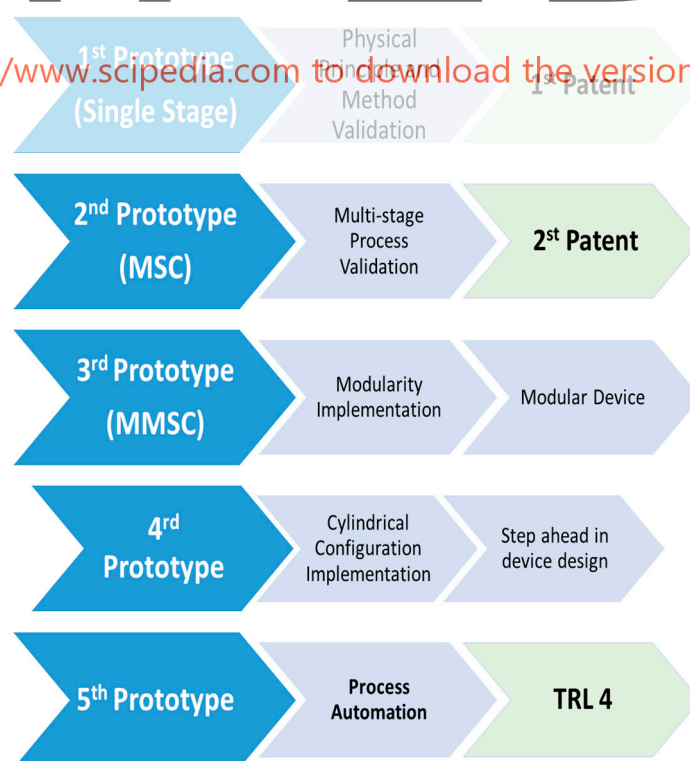 1st Prototype
(Single Stage)
Physical
Principle and
Method
Validation
1st Patent
/www.scipedia.com to download the version
2nd Prototype
(MSC)
Multi-stage
Process
Validation
2st Patent
3rd Prototype
(MMSC)
Modularity
Implementation
Modular Device
4rd
Prototype
Cylindrical
Configuration
Implementation
Step ahead in
device design
5th Prototype
Process
Automation
TRL 4